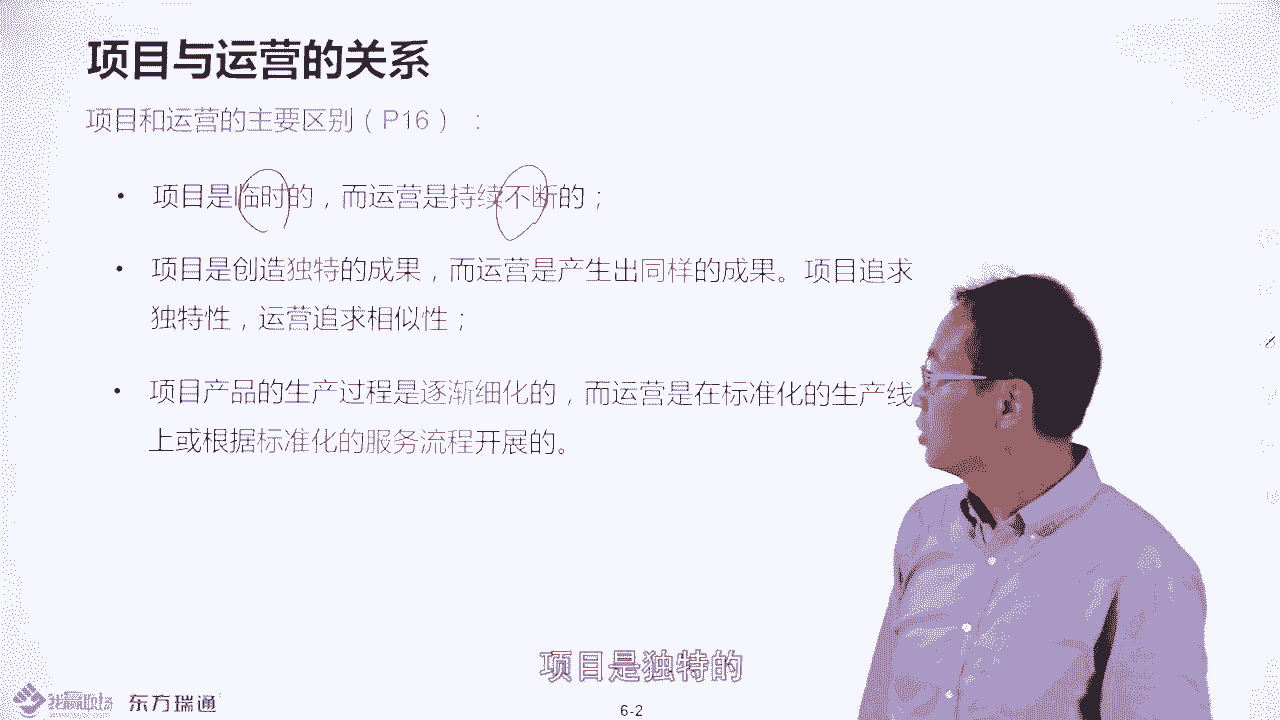 项目与运营的关系
项目和运营的主要区别（P16） ：
• 项目是临时的，而运营是持续不断的；
• 项目是创造独特的成果，而运营是产生出同样的成果。项目追求
独特性，运营追求相似性；
• 项目产品的生产过程是逐渐细化的，而运营是在标准化的生产线
上或根据标准化的服务流程开展的。
项目是独特的
东方瑞通
6-2